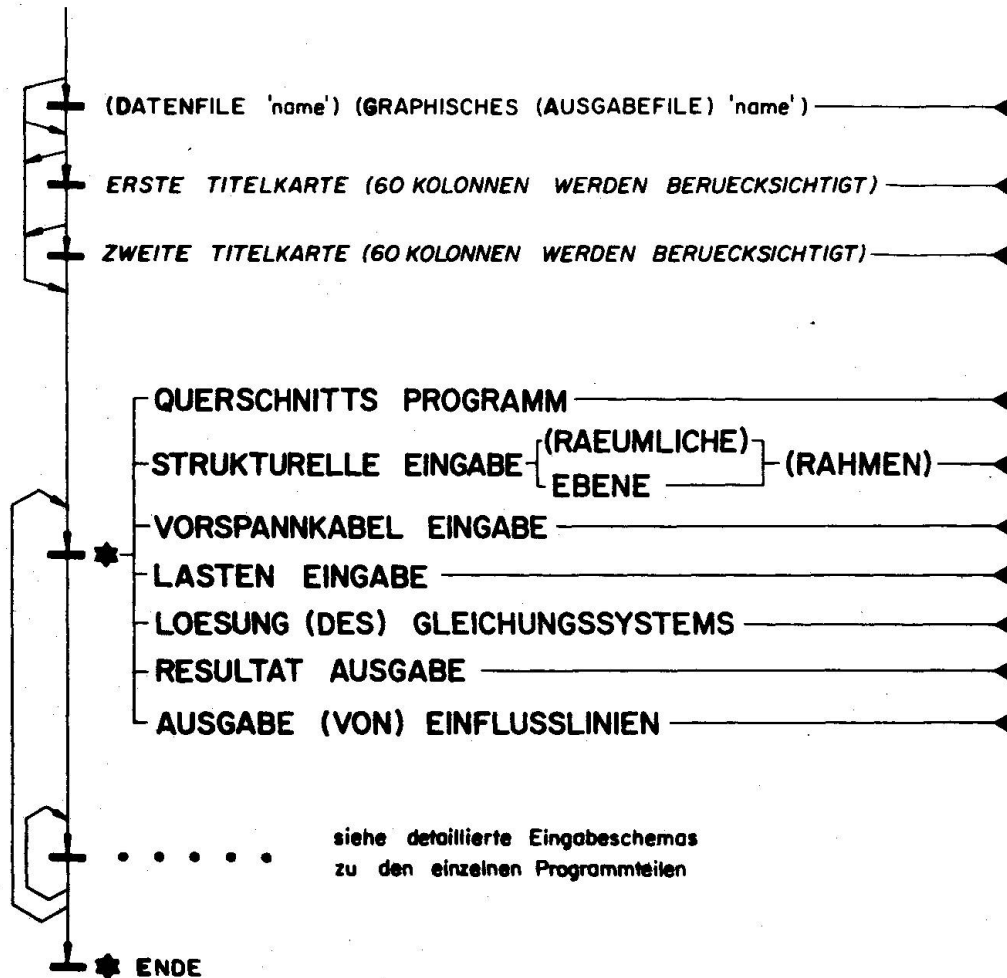 (DATENFILE 'name') (GRAPHISCHES (AUSGABEFILE) 'name')
ERSTE TITELKARTE (60 KOLONNEN WERDEN BERUECKSICHTIGT)
ZWEITE TITELKARTE (60 KOLONNEN WERDEN BERUECKSICHTIGT)
QUERSCHNITTS PROGRAMM
STRUKTURELLE EINGABE (RAEUMLICHE) EBENE (RAHMEN)
VORSPANNKABEL EINGABE
LASTEN EINGABE
LOESUNG (DES) GLEICHUNGSSYSTEMS
RESULTAT AUSGABE
AUSGABE (VON) EINFLUSSLINIEN
siehe detaillierte Eingabeschemas
zu den einzelnen Programmteilen
ENDE